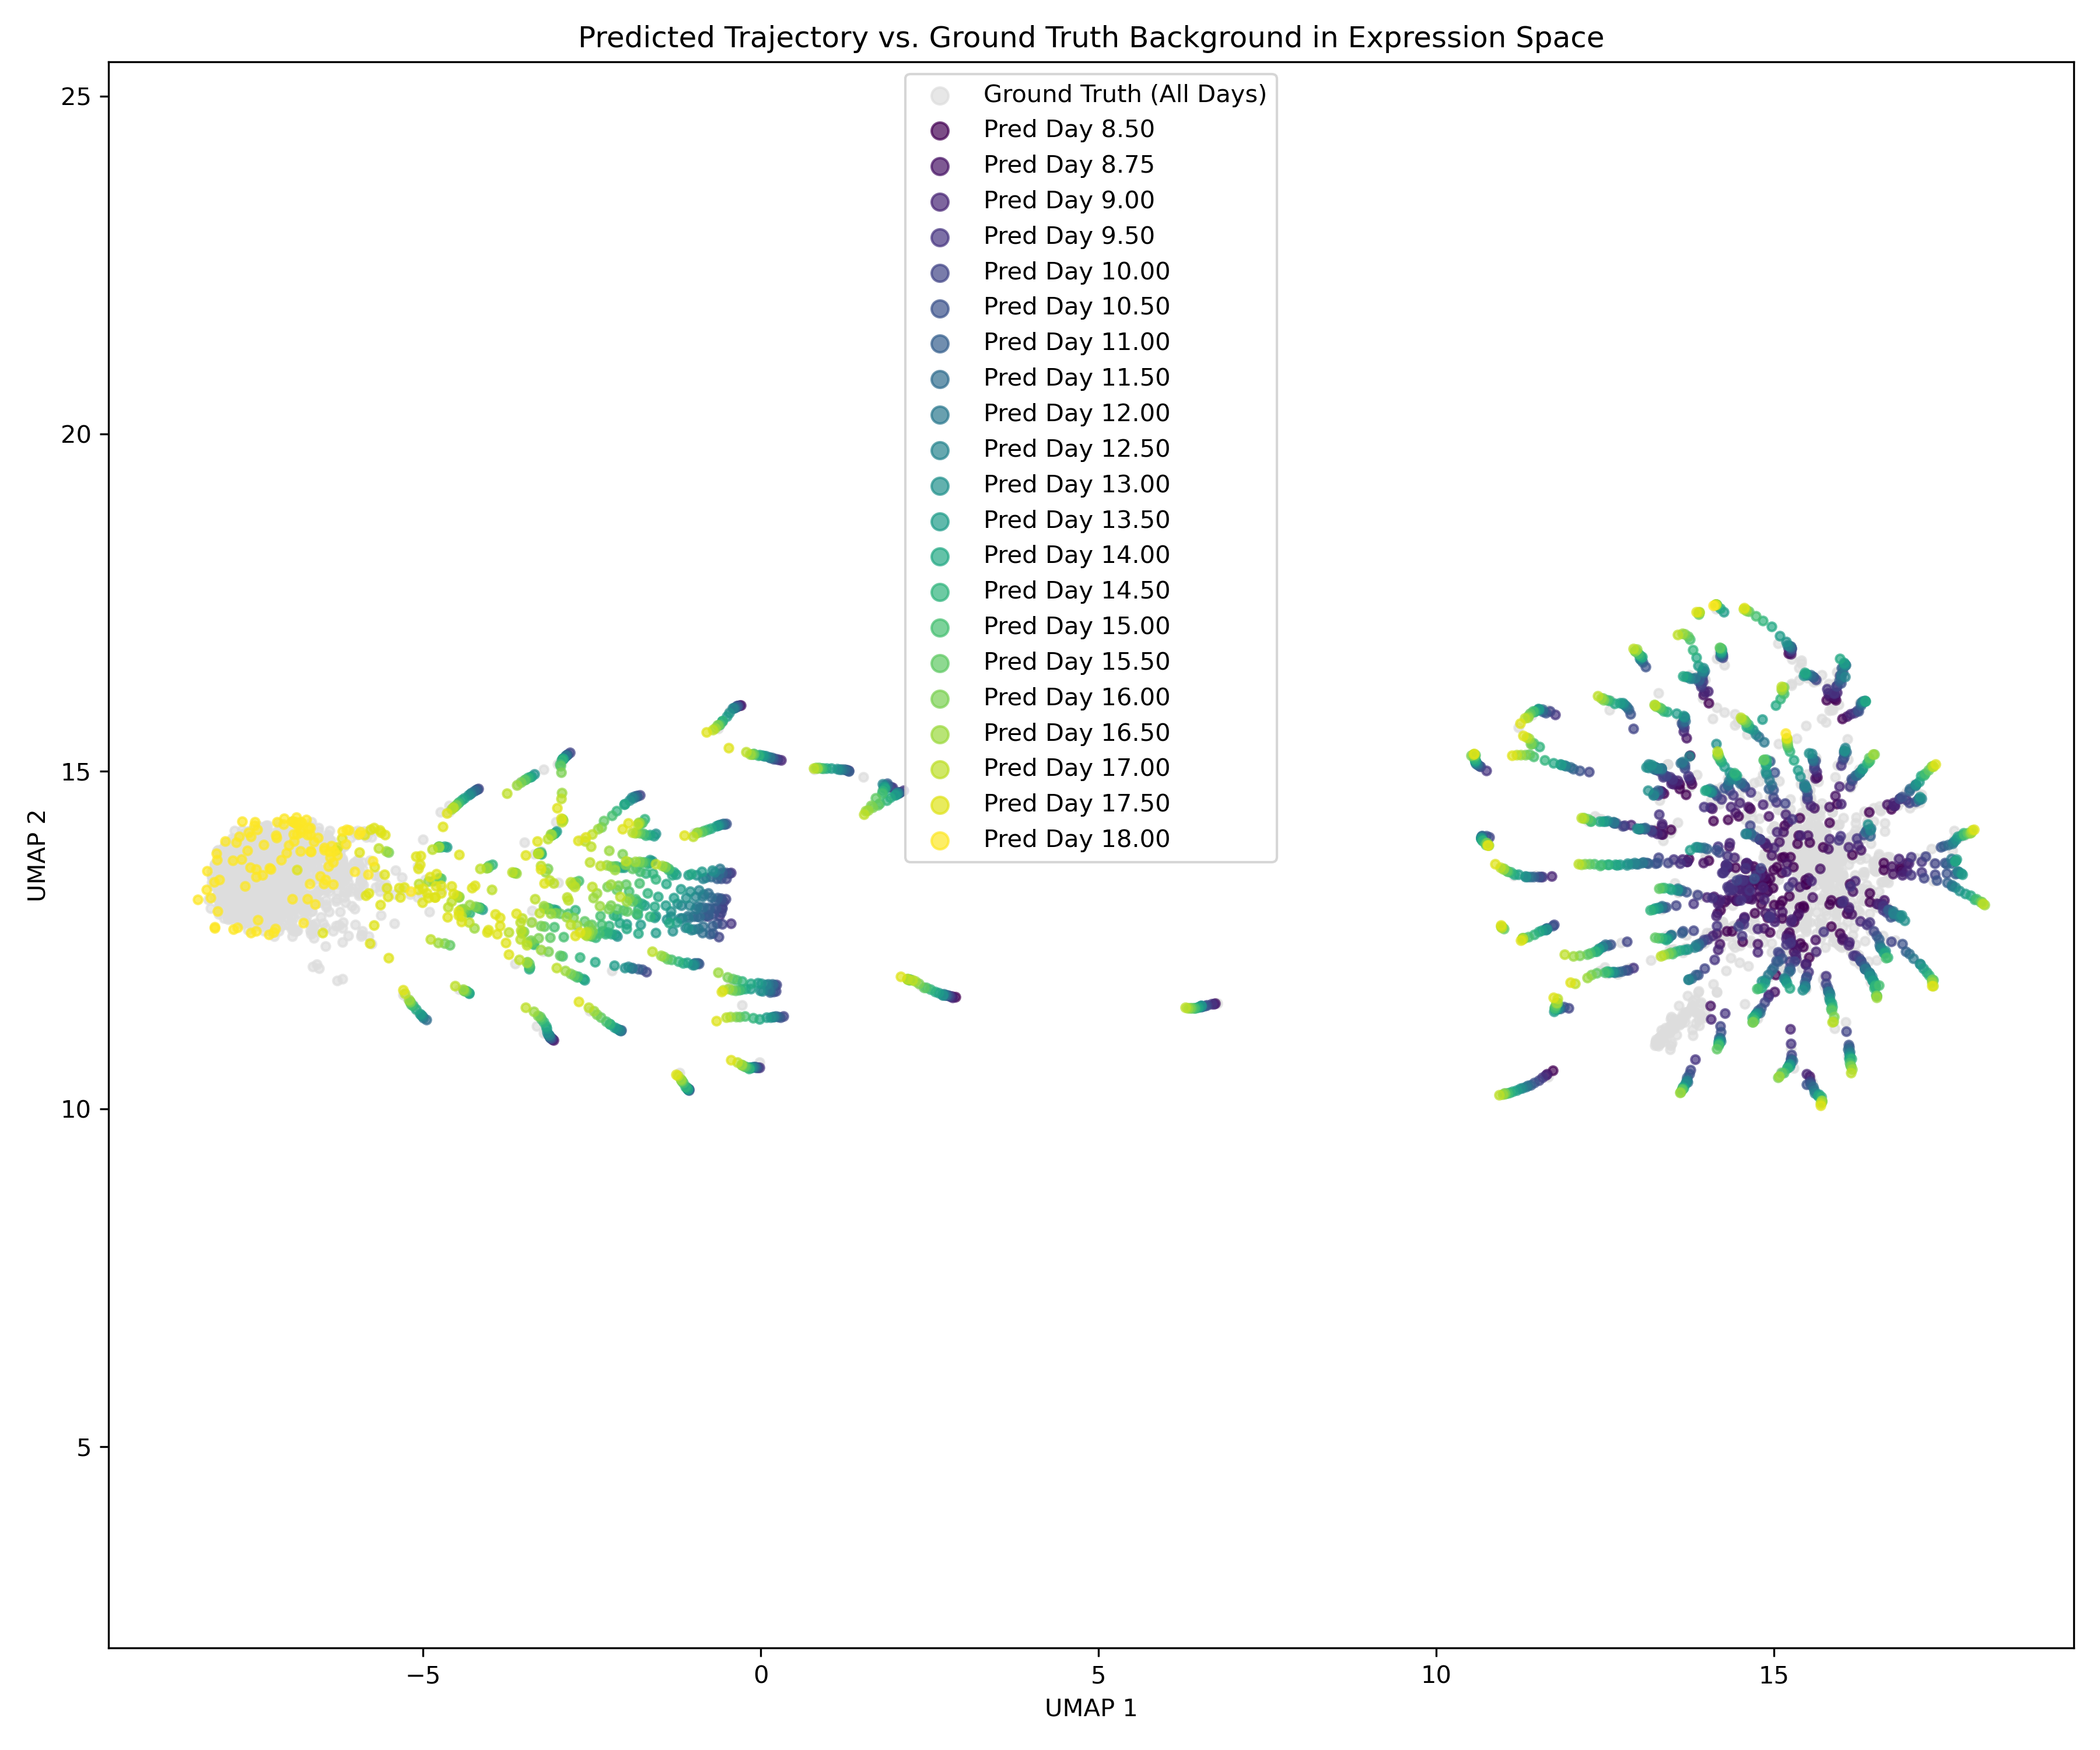 Predicted Trajectory vs. Ground Truth Background in Expression Space
25
20
15
10
5
UMAP 2
Ground Truth (All Days)
Pred Day 8.50
Pred Day 8.75
Pred Day 9.00
Pred Day 9.50
Pred Day 10.00
Pred Day 10.50
Pred Day 11.00
Pred Day 11.50
Pred Day 12.00
Pred Day 12.50
Pred Day 13.00
Pred Day 13.50
Pred Day 14.00
Pred Day 14.50
Pred Day 15.00
Pred Day 15.50
Pred Day 16.00
Pred Day 16.50
Pred Day 17.00
Pred Day 17.50
Pred Day 18.00
−5 0 5 10 15
UMAP 1